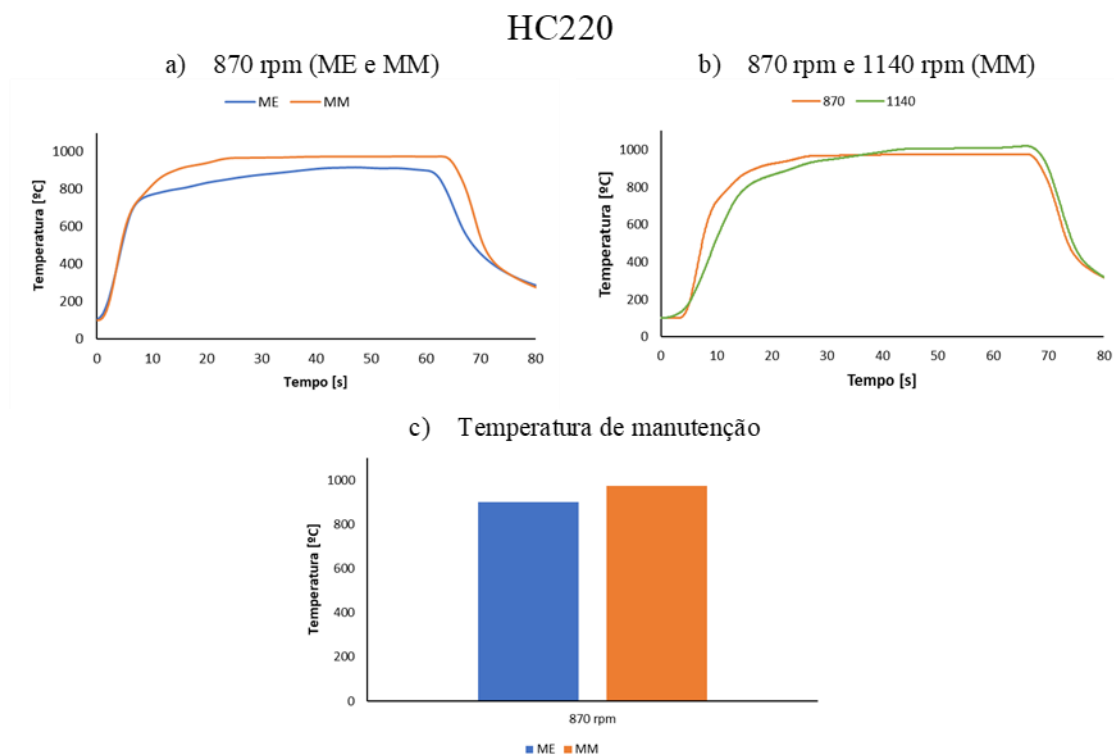 HC220
a) 870 rpm (ME e MM)
ME MM
Temperatura [ºC]
1000
800
600
400
200
0
0 10 20 30 40 50 60 70 80
Tempo [s]
b) 870 rpm e 1140 rpm (MM)
870 1140
Temperatura [ºC]
1000
800
600
400
200
0
0 10 20 30 40 50 60 70 80
Tempo [s]
c) Temperatura de manutenção
Temperatura [ºC]
1000
800
600
400
200
0
870 rpm
ME MM